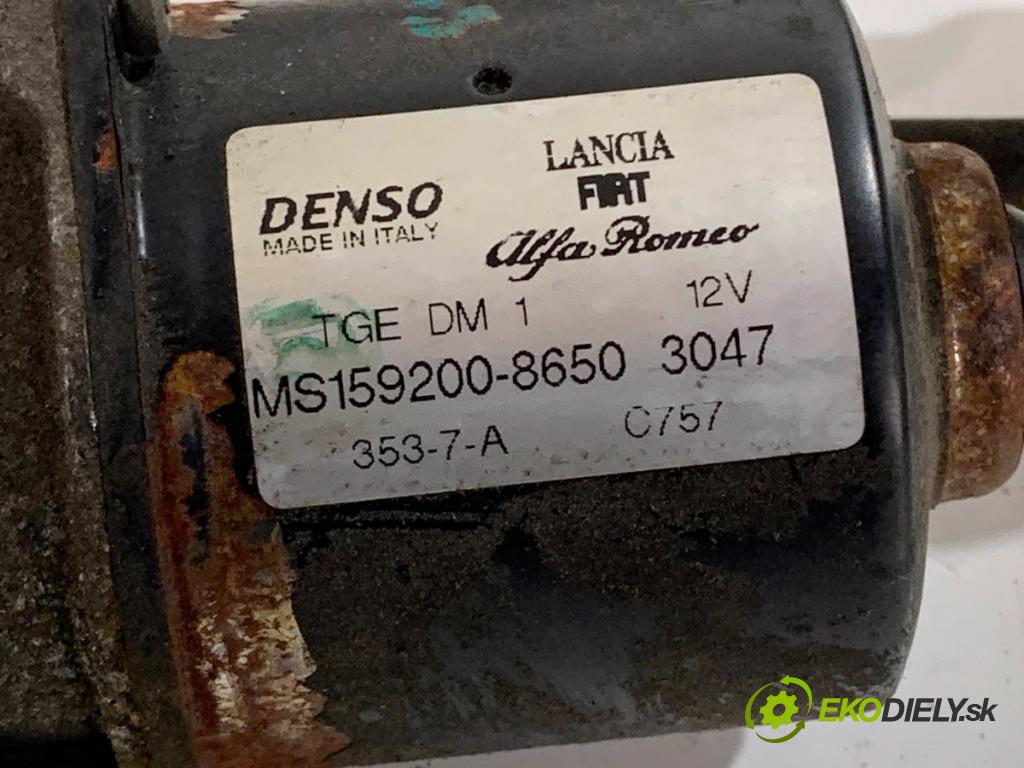 DENSO
MADE IN ITALY
LANCIA
FIAT
Alfa Romeo
TGE DM 1 12V
MS159200-8650 3047
353-7-A C757
EKODIELY.sk